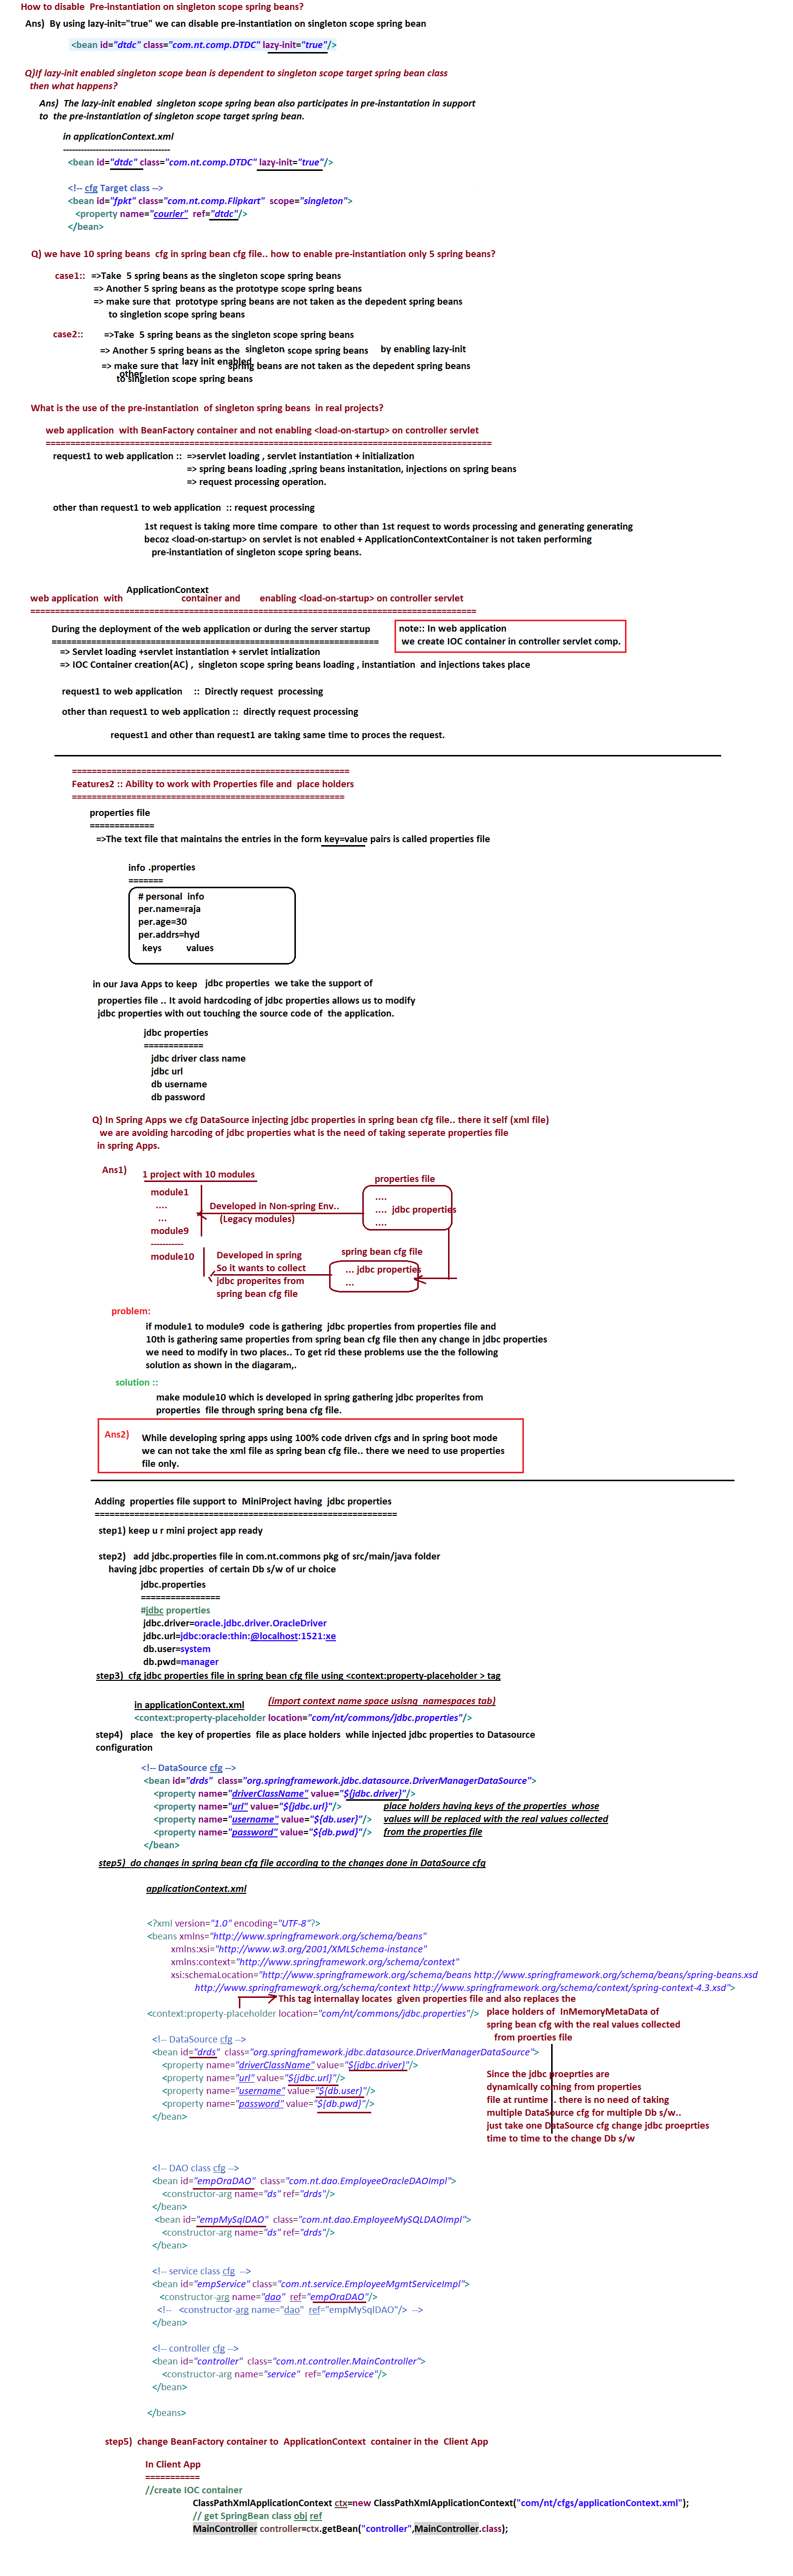 How to disable  Pre-instantiation on singleton scope spring beans?
Ans)  By using lazy-init="true" we can disable pre-instantiation on singleton scope spring bean
<bean id="dtdc" class="com.nt.comp.DTDC" lazy-init="true"/>
Q)If lazy-init enabled singleton scope bean is dependent to singleton scope target spring bean class
then what happens?
Ans)  The lazy-init enabled  singleton scope spring bean also participates in pre-instantation in support
to  the pre-instantiation of singleton scope target spring bean.
in applicationContext.xml
-----------------------------------
<bean id="dtdc" class="com.nt.comp.DTDC" lazy-init="true"/>
<!-- cfg Target class -->
<bean id="fpkt" class="com.nt.comp.Flipkart"  scope="singleton">
<property name="courier"  ref="dtdc"/>
</bean>
Q) we have 10 spring beans  cfg in spring bean cfg file.. how to enable pre-instantiation only 5 spring beans?
case1::  =>Take  5 spring beans as the singleton scope spring beans
=> Another 5 spring beans as the prototype scope spring beans
=> make sure that  prototype spring beans are not taken as the depedent spring beans
to singletion scope spring beans
case2::  =>Take  5 spring beans as the singleton scope spring beans
=> Another 5 spring beans as the  singleton scope spring beans  by enabling lazy-init
=> make sure that  lazy init enabled  spring beans are not taken as the depedent spring beans
other
to singletion scope spring beans
What is the use of the pre-instantiation  of singleton spring beans  in real projects?
web application  with BeanFactory container and not enabling <load-on-startup> on controller servlet
==========================================================================================
request1 to web application ::  =>servlet loading , servlet instantiation + initialization
=> spring beans loading ,spring beans instanitation, injections on spring beans
=> request processing operation.
other than request1 to web application  :: request processing
1st request is taking more time compare  to other than 1st request to words processing and generating generating
becoz <load-on-startup> on servlet is not enabled + ApplicationContextContainer is not taken performing
pre-instantiation of singleton scope spring beans.
web application  with  ApplicationContext  container and  enabling <load-on-startup> on controller servlet
==========================================================================================
During the deployment of the web application or during the server startup
note:: In web application
we create IOC container in controller servlet comp.
==================================================================
=> Servlet loading +servlet instantiation + servlet intialization
=> IOC Container creation(AC) ,  singleton scope spring beans loading , instantiation  and injections takes place
request1 to web application    ::  Directly request  processing
other than request1 to web application ::  directly request processing
request1 and other than request1 are taking same time to proces the request.
========================================================
Features2 :: Ability to work with Properties file and  place holders
=======================================================
properties file
=============
=>The text file that maintains the entries in the form key=value pairs is called properties file
info .properties
=======
# personal  info
per.name=raja
per.age=30
per.addrs=hyd
keys  values
in our Java Apps to keep  jdbc properties  we take the support of
properties file .. It avoid hardcoding of jdbc properties allows us to modify
jdbc properties with out touching the source code of  the application.
jdbc properties
============
jdbc driver class name
jdbc url
db username
db password
Q) In Spring Apps we cfg DataSource injecting jdbc properties in spring bean cfg file.. there it self (xml file)
we are avoiding harcoding of jdbc properties what is the need of taking seperate properties file
in spring Apps.
Ans1)  1 project with 10 modules
properties file
module1
....
...
module9
----------
module10
Developed in Non-spring Env..
(Legacy modules)
....
.... jdbc properties
....
Developed in spring
So it wants to collect
jdbc properites from
spring bean cfg file
spring bean cfg file
... jdbc properties
...
problem:
if module1 to module9  code is gathering  jdbc properties from properties file and
10th is gathering same properties from spring bean cfg file then any change in jdbc properties
we need to modify in two places.. To get rid these problems use the the following
solution as shown in the diagaram,.
solution ::
make module10 which is developed in spring gathering jdbc properites from
properties  file through spring bena cfg file.
Ans2)  While developing spring apps using 100% code driven cfgs and in spring boot mode
we can not take the xml file as spring bean cfg file.. there we need to use properties
file only.
Adding  properties file support to  MiniProject having  jdbc properties
=============================================================
step1) keep u r mini project app ready
step2)   add jdbc.properties file in com.nt.commons pkg of src/main/java folder
having jdbc properties  of certain Db s/w of ur choice
jdbc.properties
================
#jdbc properties
jdbc.driver=oracle.jdbc.driver.OracleDriver
jdbc.url=jdbc:oracle:thin:@localhost:1521:xe
db.user=system
db.pwd=manager
step3)  cfg jdbc properties file in spring bean cfg file using <context:property-placeholder > tag
in applicationContext.xml  (import context name space usisng  namespaces tab)
<context:property-placeholder location="com/nt/commons/jdbc.properties"/>
step4)   place   the key of properties  file as place holders  while injected jdbc properties to Datasource
configuration
<!-- DataSource cfg -->
<bean id="drds"  class="org.springframework.jdbc.datasource.DriverManagerDataSource">
<property name="driverClassName" value="${jdbc.driver}"/>
<property name="url" value="${jdbc.url}"/>  place holders having keys of the properties  whose
<property name="username" value="${db.user}"/>  values will be replaced with the real values collected
<property name="password" value="${db.pwd}"/>  from the properties file
</bean>
step5)  do changes in spring bean cfg file according to the changes done in DataSource cfg
applicationContext.xml
<?xml version="1.0" encoding="UTF-8"?>
<beans xmlns="http://www.springframework.org/schema/beans"
xmlns:xsi="http://www.w3.org/2001/XMLSchema-instance"
xmlns:context="http://www.springframework.org/schema/context"
xsi:schemaLocation="http://www.springframework.org/schema/beans http://www.springframework.org/schema/beans/spring-beans.xsd
http://www.springframework.org/schema/context http://www.springframework.org/schema/context/spring-context-4.3.xsd">
This tag internallay locates  given properties file and also replaces the
place holders of  InMemoryMetaData of
spring bean cfg with the real values collected
from proerties file
<context:property-placeholder location="com/nt/commons/jdbc.properties"/>
<!-- DataSource cfg -->
<bean id="drds"  class="org.springframework.jdbc.datasource.DriverManagerDataSource">
<property name="driverClassName" value="${jdbc.driver}"/>
<property name="url" value="${jdbc.url}"/>
<property name="username" value="${db.user}"/>
<property name="password" value="${db.pwd}"/>
</bean>
Since the jdbc proeprties are
dynamically coming from properties
file at runtime .. there is no need of taking
multiple DataSource cfg for multiple Db s/w..
just take one DataSource cfg change jdbc proeprties
time to time to the change Db s/w
<!-- DAO class cfg -->
<bean id="empOraDAO"  class="com.nt.dao.EmployeeOracleDAOImpl">
<constructor-arg name="ds" ref="drds"/>
</bean>
<bean id="empMySqlDAO"  class="com.nt.dao.EmployeeMySQLDAOImpl">
<constructor-arg name="ds" ref="drds"/>
</bean>
<!-- service class cfg  -->
<bean id="empService" class="com.nt.service.EmployeeMgmtServiceImpl">
<constructor-arg name="dao"  ref="empOraDAO"/>
<!--   <constructor-arg name="dao"  ref="empMySqlDAO"/>  -->
</bean>
<!-- controller cfg -->
<bean id="controller"  class="com.nt.controller.MainController">
<constructor-arg name="service"  ref="empService"/>
</bean>
</beans>
step5)  change BeanFactory container to  ApplicationContext  container in the  Client App
In Client App
===========
//create IOC container
ClassPathXmlApplicationContext ctx=new ClassPathXmlApplicationContext("com/nt/cfgs/applicationContext.xml");
// get SpringBean class obj ref
MainController controller=ctx.getBean("controller",MainController.class);